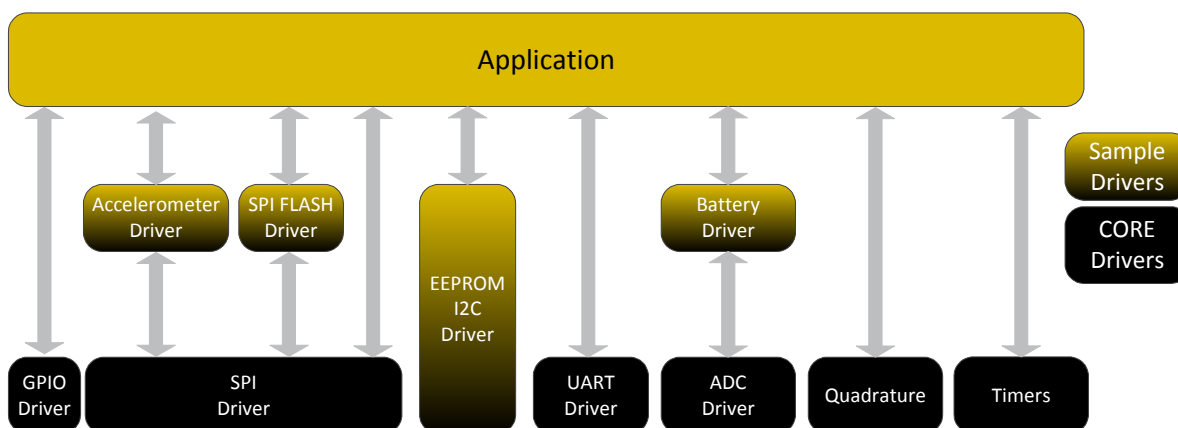 Application
Sample
Drivers
CORE
Drivers
Accelerometer
Driver
SPI FLASH
Driver
Battery
Driver
EEPROM
I2C
Driver
GPIO
Driver
SPI
Driver
UART
Driver
ADC
Driver
Quadrature
Timers